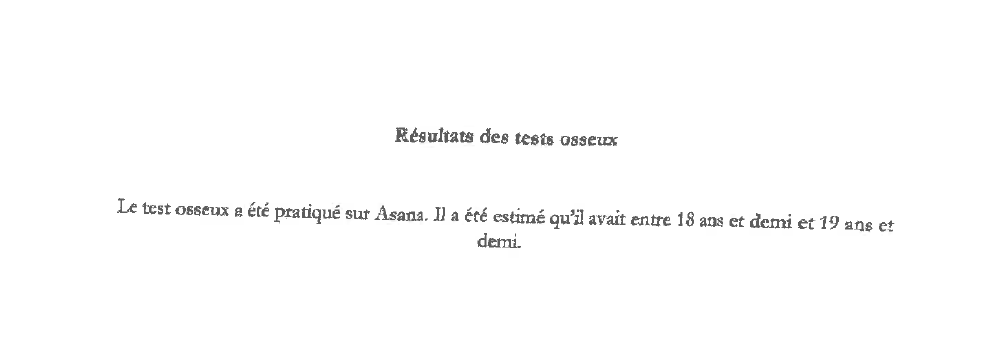 Résultats des tests osseux
Le test osseux a été pratiqué sur Asana. Il a été estimé qu'il avait entre 18 ans et demi et 19 ans et
demi.